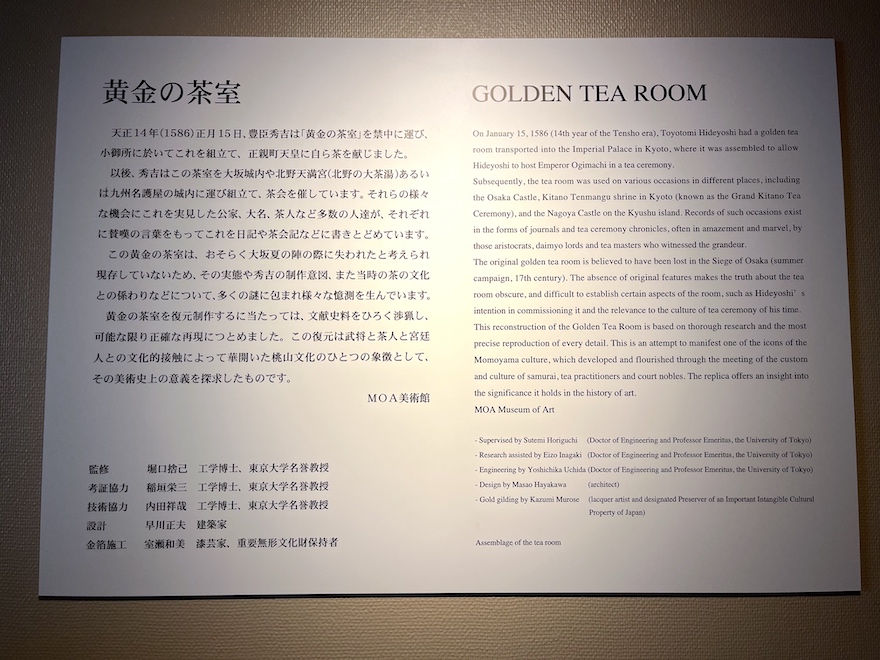 黄金の茶室
天正14年(1586)正月15日、豊臣秀吉は「黄金の茶室」を禁中に運び、
小御所に於いてこれを組立て、正親町天皇に自ら茶を献じました。
以後、秀吉はこの茶室を大坂城内や北野天満宮(北野の大茶湯)あるい
は九州名護屋の城内に運び組立て、茶会を催しています。それらの様々
な機会にこれを実見した公家、大名、茶人など多数の人達が、それぞれ
に賛嘆の言葉をもってこれを日記や茶会記などに書きとどめています。
この黄金の茶室は、おそらく大坂夏の陣の際に失われたと考えられ
現存していないため、その実態や秀吉の制作意図、また当時の茶の文化
との係わりなどについて、多くの謎に包まれ様々な憶測を生んでいます。
黄金の茶室を復元制作するに当たっては、文献史料をひろく渉猟し、
可能な限り正確な再現につとめました。この復元は武将と茶人と宮廷
人との文化的接触によって華開いた桃山文化のひとつの象徴として、
その美術史上の意義を探求したものです。
MOA美術館
監修 堀口捨己 工学博士、東京大学名誉教授
考証協力 稲垣栄三 工学博士、東京大学名誉教授
技術協力 内田祥哉 工学博士、東京大学名誉教授
設計 早川正夫 建築家
金箔施工 室瀬和美 漆芸家、重要無形文化財保持者
GOLDEN TEA ROOM
On January 15, 1586 (14th year of the Tensho era), Toyotomi Hideyoshi had a golden tea
room transported into the Imperial Palace in Kyoto, where it was assembled to allow
Hideyoshi to host Emperor Ogimachi in a tea ceremony.
Subsequently, the tea room was used on various occasions in different places, including
the Osaka Castle, Kitano Tenmangu shrine in Kyoto (known as the Grand Kitano Tea
Ceremony), and the Nagoya Castle on the Kyushu island. Records of such occasions exist
in the forms of journals and tea ceremony chronicles, often in amazement and marvel, by
those aristocrats, daimyo lords and tea masters who witnessed the grandeur.
The original golden tea room is believed to have been lost in the Siege of Osaka (summer
campaign, 17th century). The absence of original features makes the truth about the tea
room obscure, and difficult to establish certain aspects of the room, such as Hideyoshi's
intention in commissioning it and the relevance to the culture of tea ceremony of his time.
This reconstruction of the Golden Tea Room is based on thorough research and the most
precise reproduction of every detail. This is an attempt to manifest one of the icons of the
Momoyama culture, which developed and flourished through the meeting of the custom
and culture of samurai, tea practitioners and court nobles. The replica offers an insight into
the significance it holds in the history of art.
MOA Museum of Art
- Supervised by Sutemi Horiguchi (Doctor of Engineering and Professor Emeritus, the University of Tokyo)
- Research assisted by Eizo Inagaki (Doctor of Engineering and Professor Emeritus, the University of Tokyo)
- Engineering by Yoshichika Uchida (Doctor of Engineering and Professor Emeritus, the University of Tokyo)
- Design by Masao Hayakawa (architect)
- Gold gilding by Kazumi Murose (lacquer artist and designated Preserver of an Important Intangible Cultural
Property of Japan)
Assemblage of the tea room